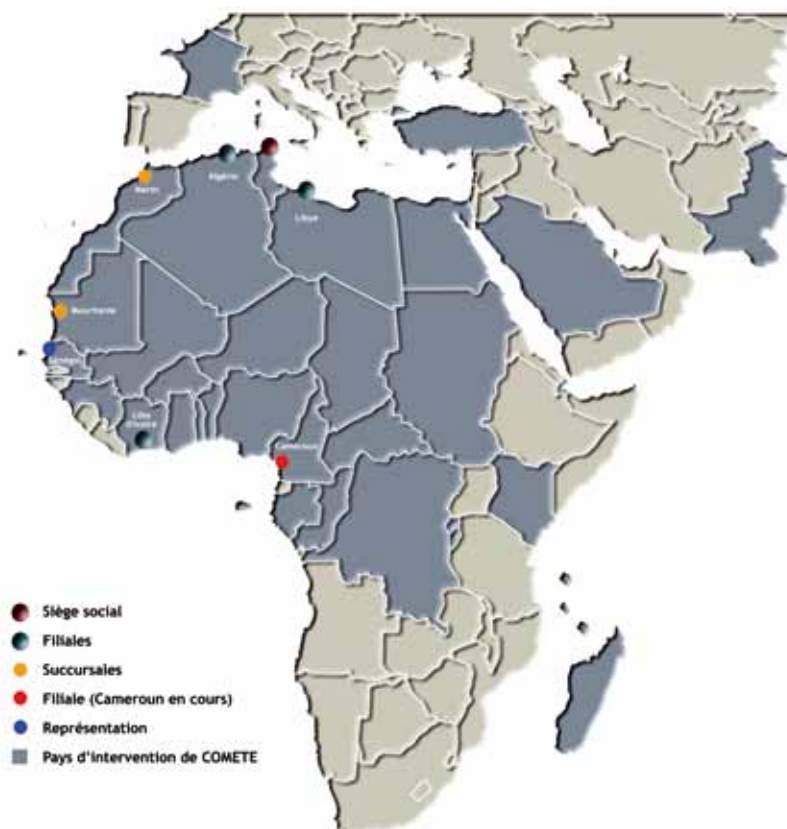 Maroc
Algérie
Libye
Mauritanie
Sénégal
Côte
d'Ivoire
Cameroun
Siège social
Filiales
Succursales
Filiale (Cameroun en cours)
Représentation
Pays d'intervention de COMETE